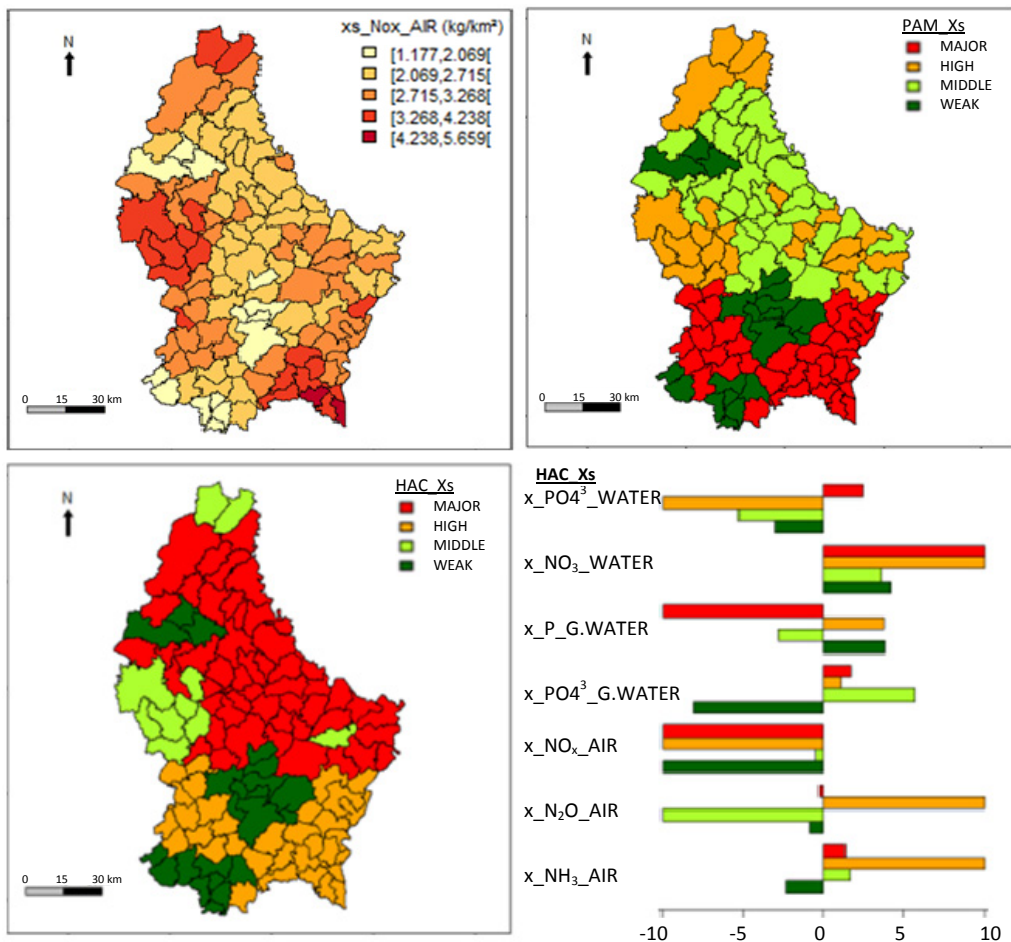 xs_Nox_AIR (kg/km²)
N
[1.177,2.069[
[2.069,2.715[
[2.715,3.268[
[3.268,4.238[
[4.238,5.659[
0 15 30 km
PAM_Xs
N
MAJOR
HIGH
MIDDLE
WEAK
0 15 30 km
HAC_Xs
N
MAJOR
HIGH
MIDDLE
WEAK
0 15 30 km
HAC_Xs
x_PO4³_WATER
x_NO₃_WATER
x_P_G.WATER
x_PO4³_G.WATER
x_NOₓ_AIR
x_N₂O_AIR
x_NH₃_AIR
-10 -5 0 5 10